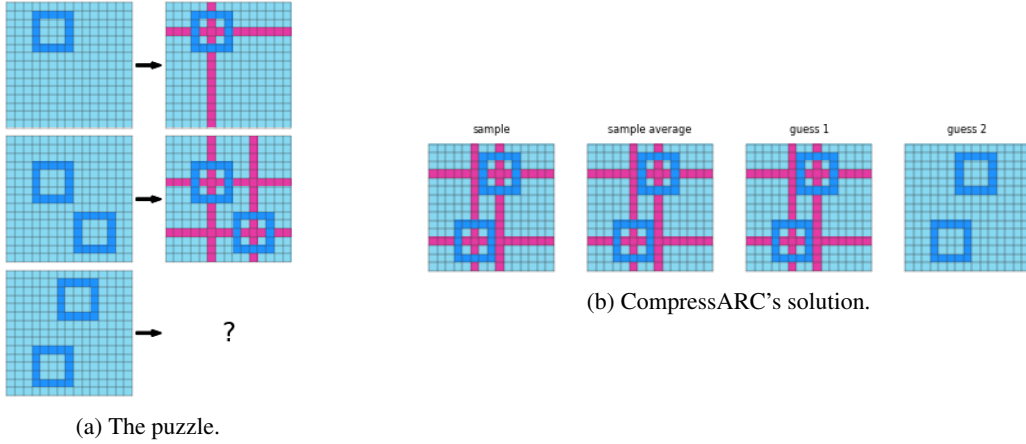 ?
(a) The puzzle.
sample sample average guess 1 guess 2
(b) CompressARC's solution.